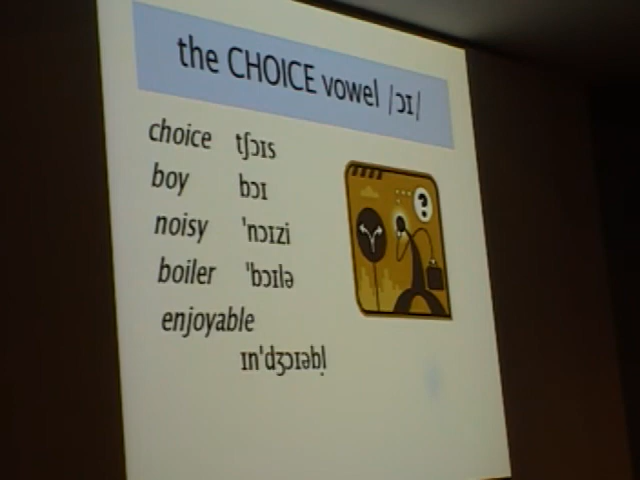 the CHOICE vowel /ɔɪ/
choice tʃɔɪs
boy bɔɪ
noisy ˈnɔɪzi
boiler ˈbɔɪlə
enjoyable
ɪnˈdʒɔɪəbl̩
?